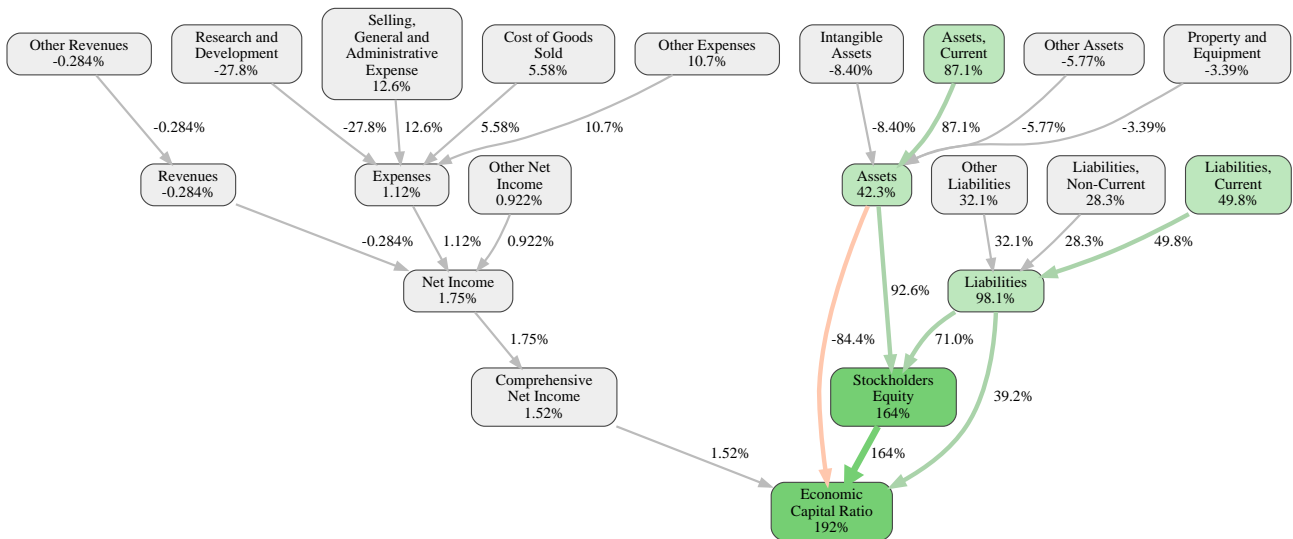 Other Revenues
-0.284%
Research and
Development
-27.8%
Selling,
General and
Administrative
Expense
12.6%
Cost of Goods
Sold
5.58%
Other Expenses
10.7%
Intangible
Assets
-8.40%
Assets,
Current
87.1%
Other Assets
-5.77%
Property and
Equipment
-3.39%
-0.284%
-27.8%
12.6%
5.58%
10.7%
-8.40%
87.1%
-5.77%
-3.39%
Revenues
-0.284%
Expenses
1.12%
Other Net
Income
0.922%
Assets
42.3%
Other
Liabilities
32.1%
Liabilities,
Non-Current
28.3%
Liabilities,
Current
49.8%
-0.284%
1.12%
0.922%
32.1%
28.3%
49.8%
Net Income
1.75%
Liabilities
98.1%
92.6%
1.75%
-84.4%
71.0%
Comprehensive
Net Income
1.52%
Stockholders
Equity
164%
39.2%
1.52%
164%
Economic
Capital Ratio
192%